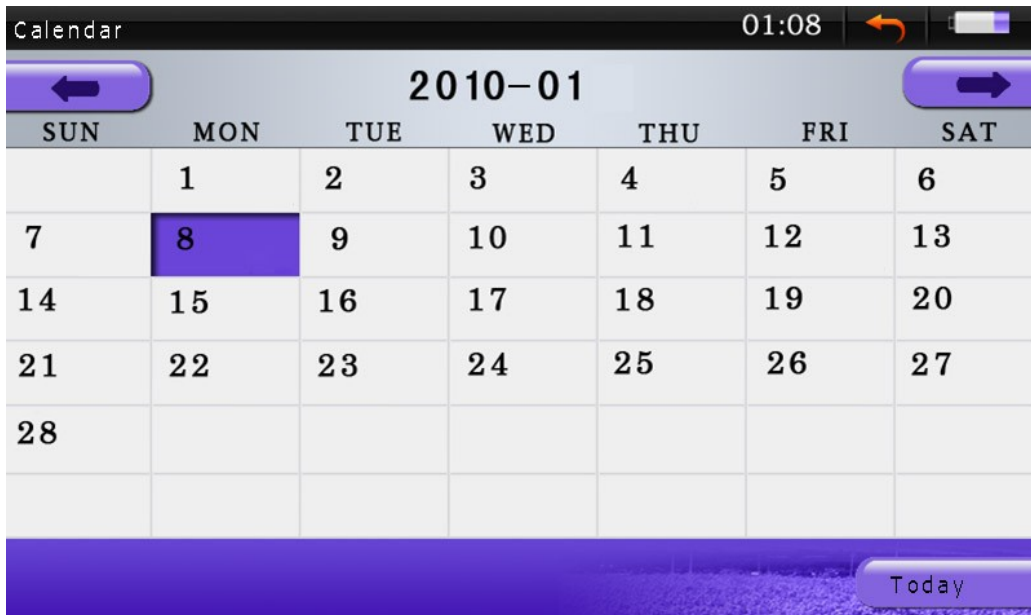 Calendar 01:08
2010-01
SUN MON TUE WED THU FRI SAT
1 2 3 4 5 6
7 8 9 10 11 12 13
14 15 16 17 18 19 20
21 22 23 24 25 26 27
28
Today